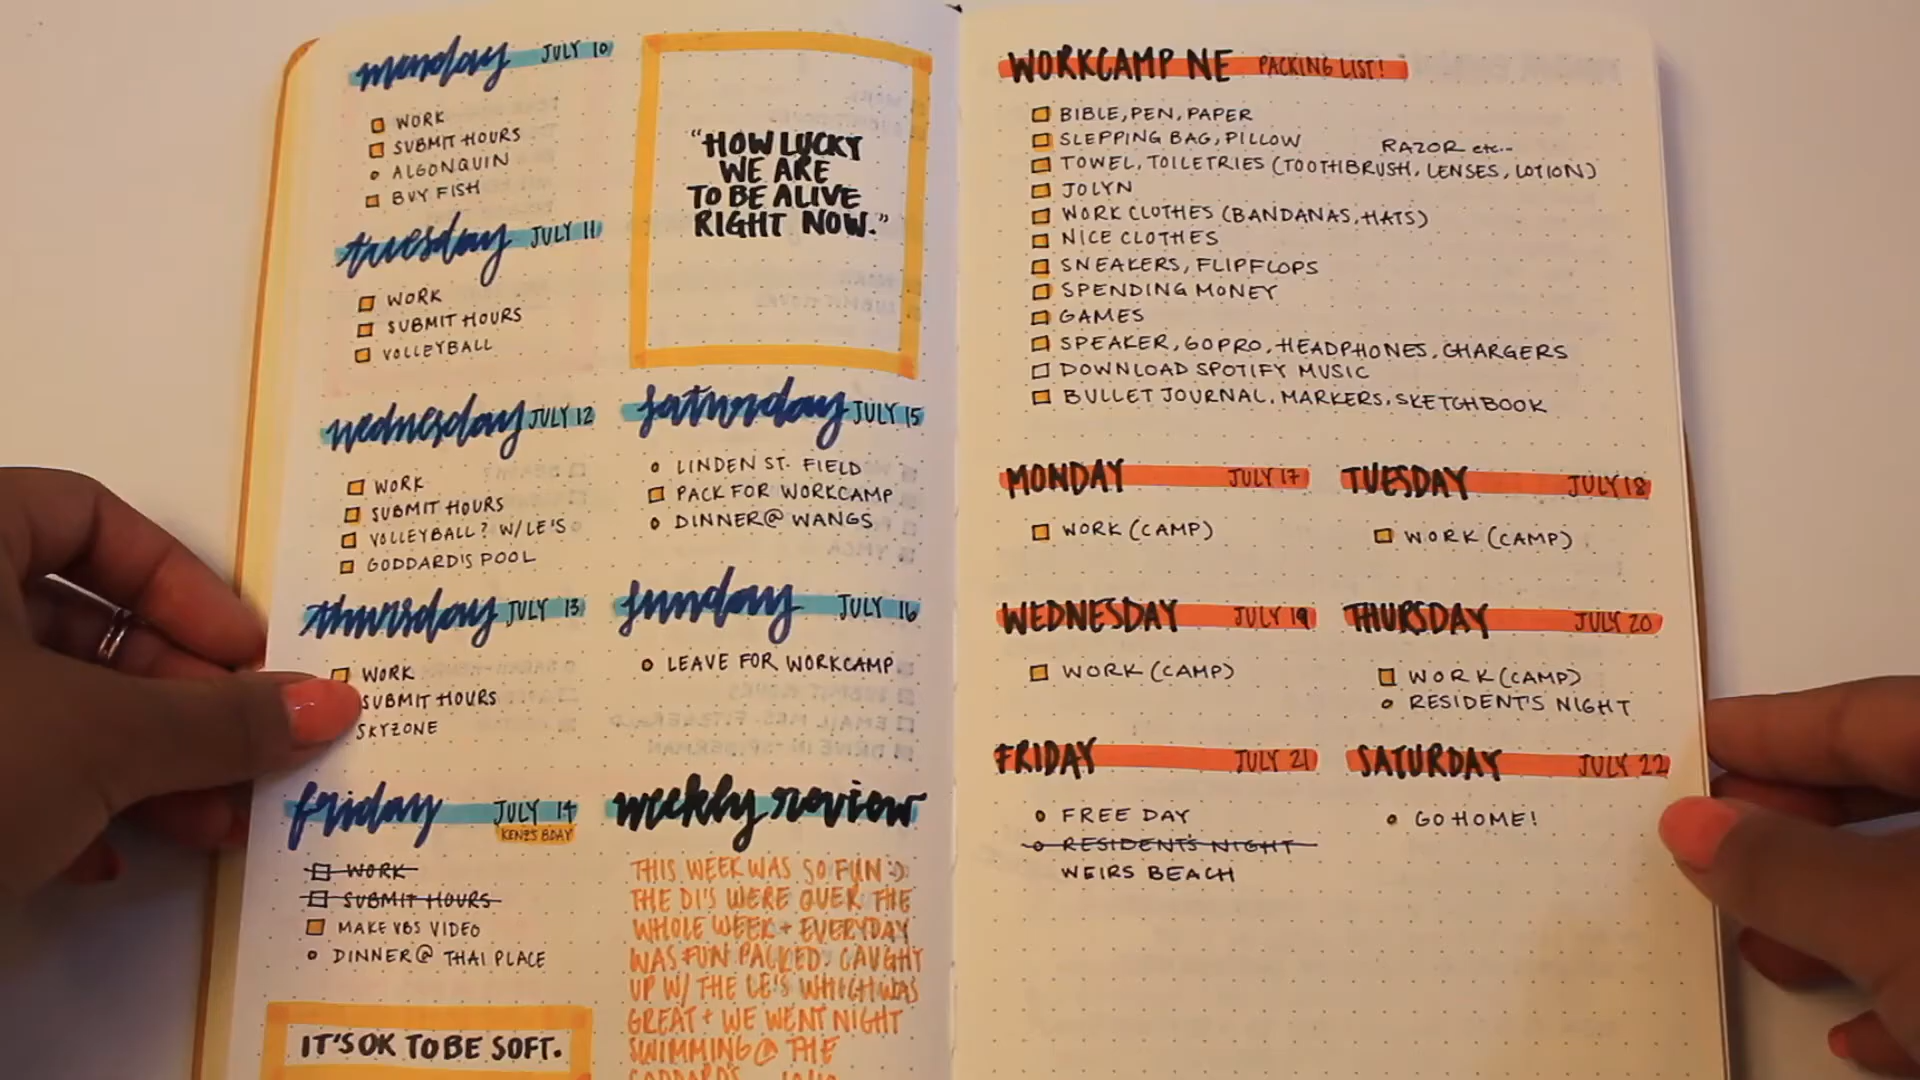 monday JULY 10
WORK
SUBMIT HOURS
ALGONQUIN
BUY FISH
tuesday JULY 11
WORK
SUBMIT HOURS
VOLLEYBALL
wednesday JULY 12
WORK
SUBMIT HOURS
VOLLEYBALL? W/LE'S
GODDARD'S POOL
thursday JULY 13
WORK
SUBMIT HOURS
SKYZONE
friday JULY 14
KENZ'S BDAY
WORK
SUBMIT HOURS
MAKE VBS VIDEO
DINNER@ THAI PLACE
IT'S OK TO BE SOFT.
"HOW LUCKY
WE ARE
TO BE ALIVE
RIGHT NOW."
saturday JULY 15
LINDEN ST. FIELD
PACK FOR WORKCAMP
DINNER@ WANGS
sunday JULY 16
LEAVE FOR WORKCAMP
weekly review
THIS WEEK WAS SO FUN :)
THE DI'S WERE OVER THE
WHOLE WEEK + EVERYDAY
WAS FUN PACKED. CAUGHT
UP W/ THE LE'S WHICH WAS
GREAT + WE WENT NIGHT
SWIMMING @ THE
GODDARD'S
WORKCAMP NE PACKING LIST!
BIBLE, PEN, PAPER
SLEPPING BAG, PILLOW
RAZOR etc...
TOWEL, TOILETRIES (TOOTHBRUSH, LENSES, LOTION)
JOLYN
WORK CLOTHES (BANDANAS, HATS)
NICE CLOTHES
SNEAKERS, FLIPFLOPS
SPENDING MONEY
GAMES
SPEAKER, GOPRO, HEADPHONES, CHARGERS
DOWNLOAD SPOTIFY MUSIC
BULLET JOURNAL, MARKERS, SKETCHBOOK
MONDAY JULY 17
WORK (CAMP)
TUESDAY JULY 18
WORK (CAMP)
WEDNESDAY JULY 19
WORK (CAMP)
THURSDAY JULY 20
WORK (CAMP)
RESIDENT'S NIGHT
FRIDAY JULY 21
FREE DAY
RESIDENT'S NIGHT
WEIRS BEACH
SATURDAY JULY 22
GO HOME!